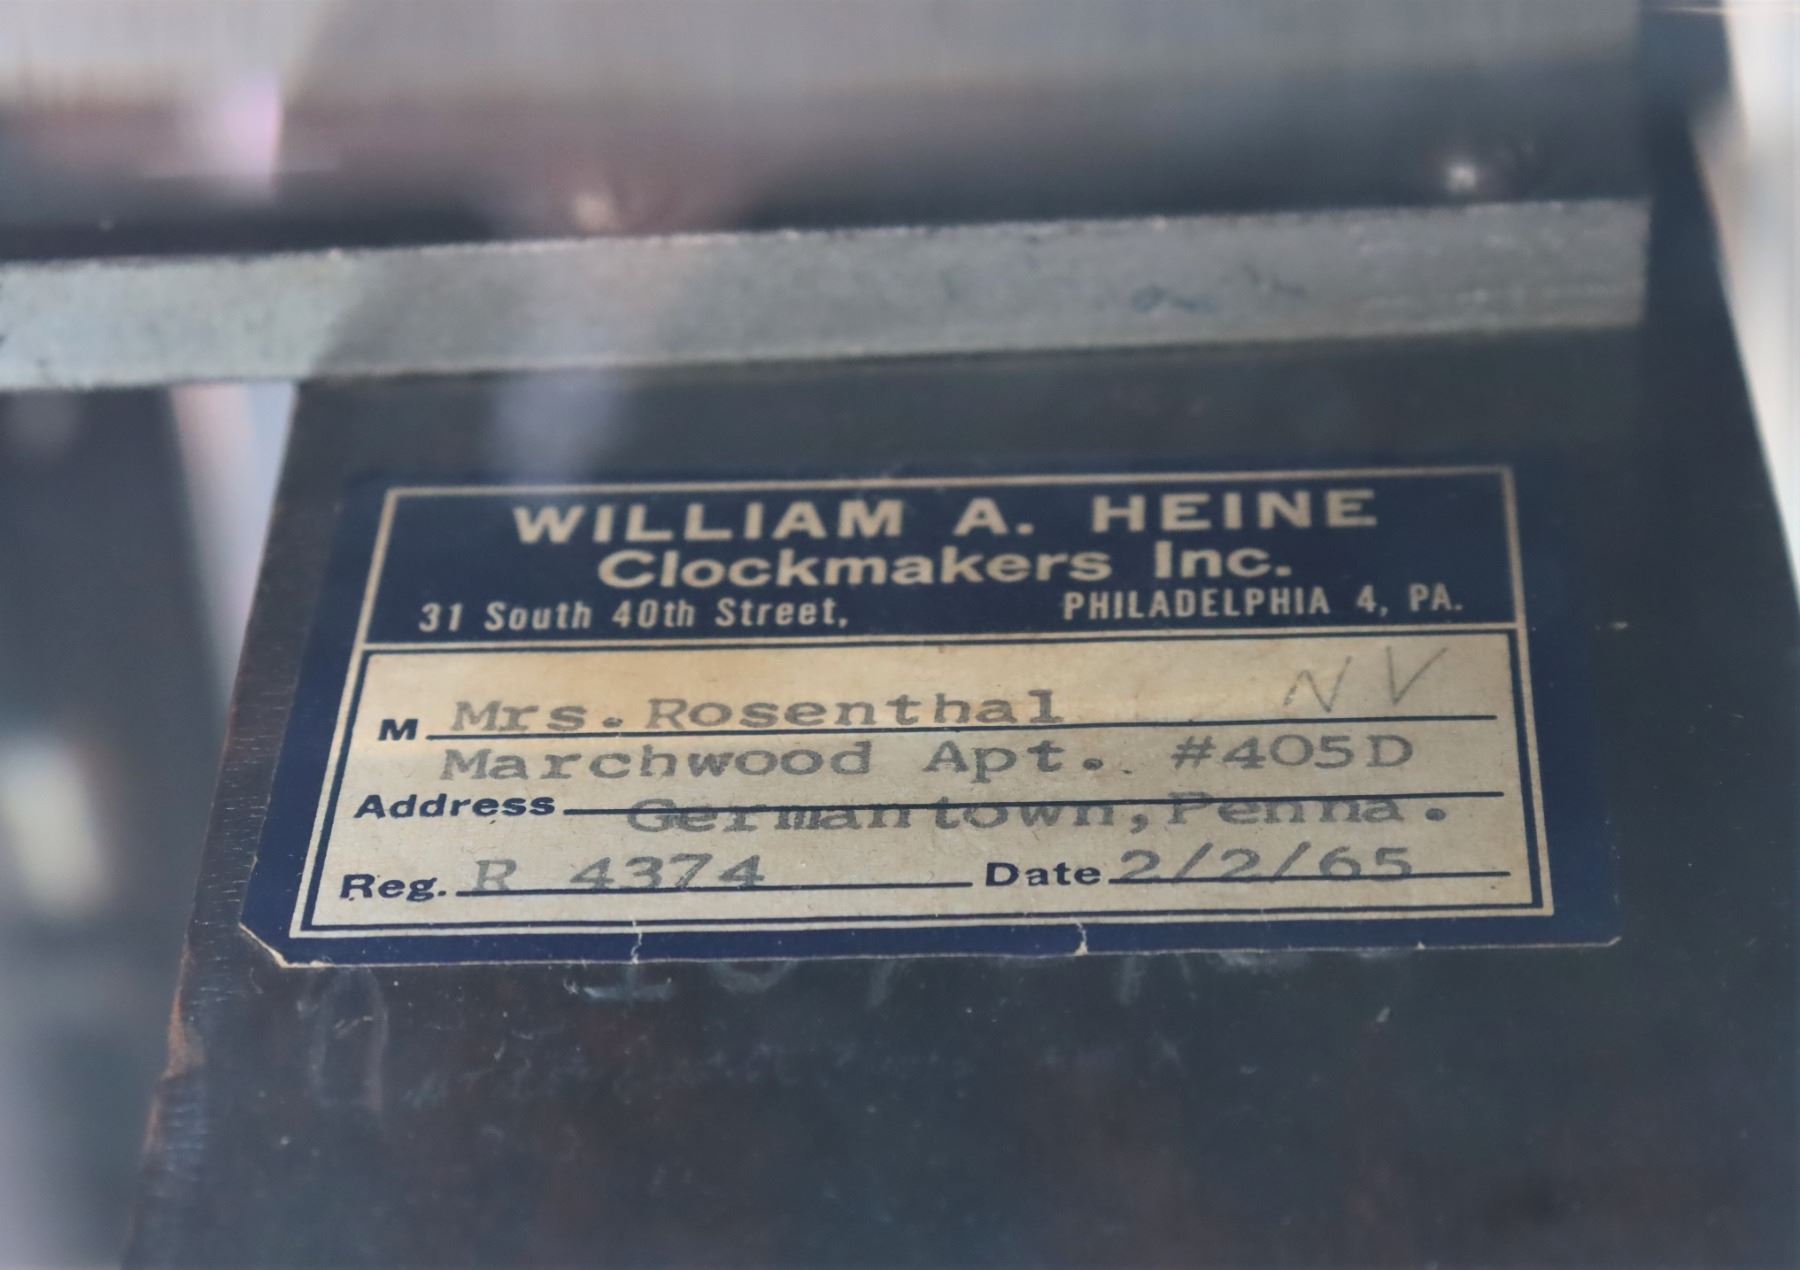 WILLIAM A. HEINE
Clockmakers Inc.
31 South 40th Street, PHILADELPHIA 4, PA.
NV
M Mrs. Rosenthal
Marchwood Apt. #405D
Address Germantown, Penna.
Reg. R 4374 Date 2/2/65